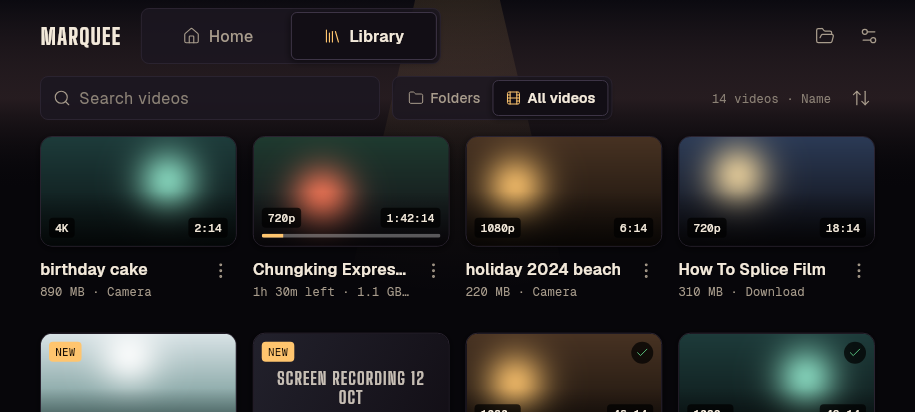 MARQUEE
Home
Library
Search videos
Folders
All videos
14 videos · Name
4K
2:14
720p
1:42:14
1080p
6:14
720p
18:14
birthday cake
Chungking Expres…
holiday 2024 beach
How To Splice Film
890 MB · Camera
1h 30m left · 1.1 GB…
220 MB · Camera
310 MB · Download
NEW
NEW
SCREEN RECORDING 12
OCT